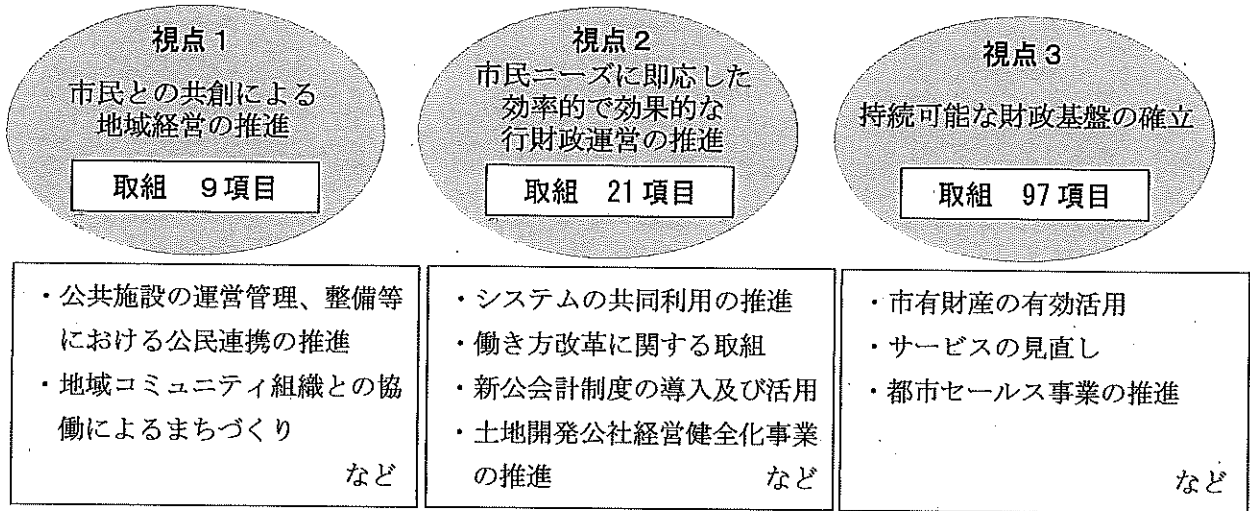 視点1
市民との共創による
地域経営の推進
取組 9項目
・公共施設の運営管理、整備等
における公民連携の推進
・地域コミュニティ組織との協
働によるまちづくり
など
視点2
市民ニーズに即応した
効率的で効果的な
行財政運営の推進
取組 21項目
・システムの共同利用の推進
・働き方改革に関する取組
・新公会計制度の導入及び活用
・土地開発公社経営健全化事業
の推進 など
視点3
持続可能な財政基盤の確立
取組 97項目
・市有財産の有効活用
・サービスの見直し
・都市セールス事業の推進
など